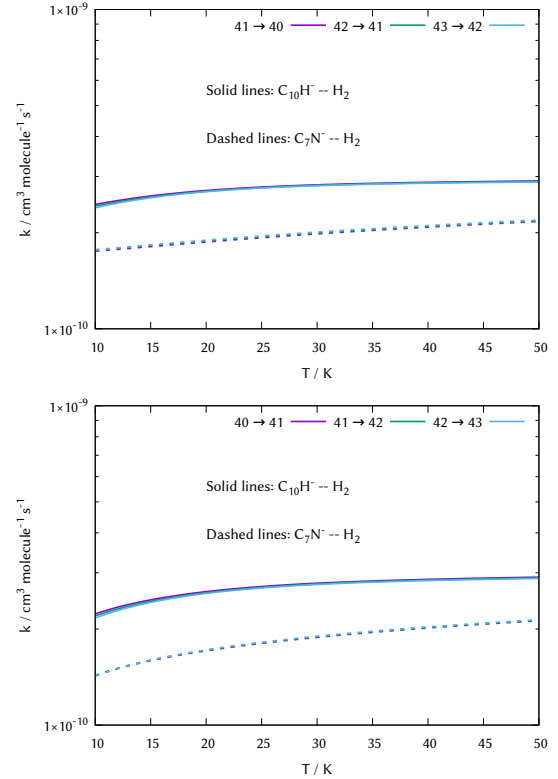 1×10⁻⁹
41 → 40 42 → 41 43 → 42
Solid lines: C₁₀H⁻ -- H₂
Dashed lines: C₇N⁻ -- H₂
k / cm³ molecule⁻¹ s⁻¹
1×10⁻¹⁰
10 15 20 25 30 35 40 45 50
T / K
1×10⁻⁹
40 → 41 41 → 42 42 → 43
Solid lines: C₁₀H⁻ -- H₂
Dashed lines: C₇N⁻ -- H₂
k / cm³ molecule⁻¹ s⁻¹
1×10⁻¹⁰
10 15 20 25 30 35 40 45 50
T / K